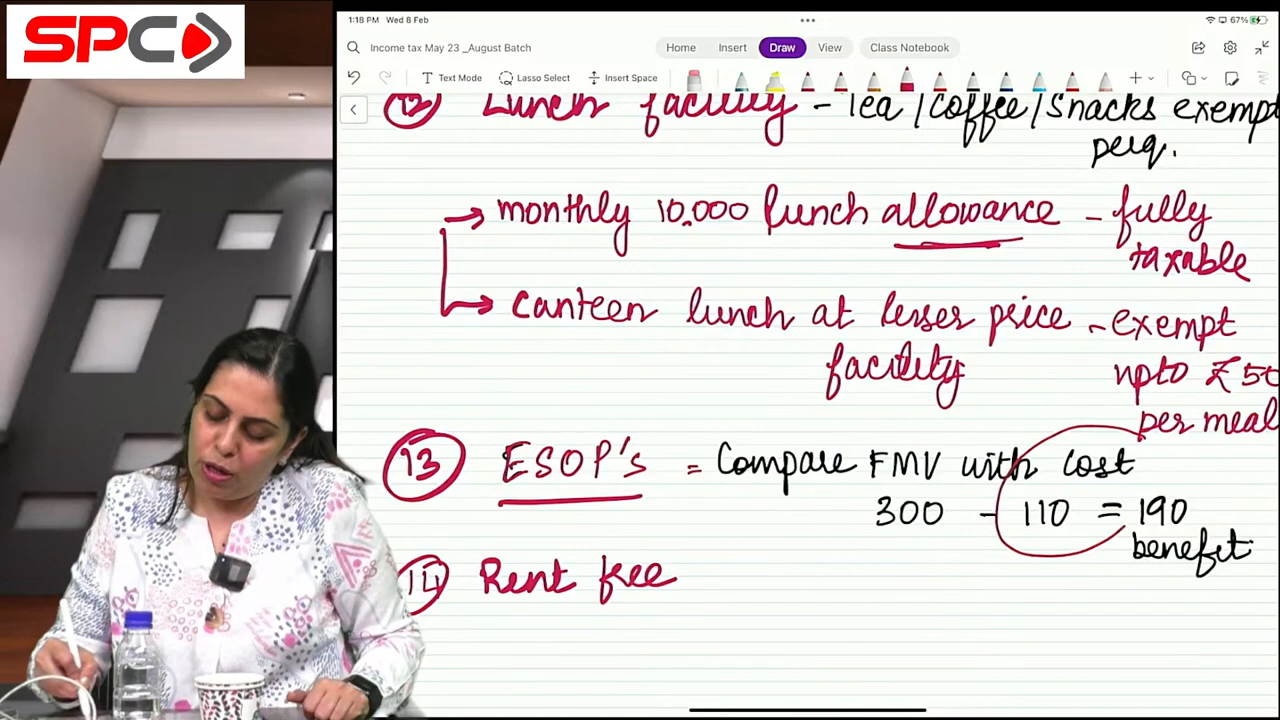 SPC
1:18 PM Wed 8 Feb
67%
Income tax May 23 _August Batch
Home Insert Draw View Class Notebook
Text Mode Lasso Select Insert Space
12 Lunch facility - Tea/Coffee/Snacks exempt
perq.
→ monthly 10,000 lunch allowance - fully
taxable
→ canteen lunch at lesser price - exempt
facility upto ₹50
per meal
13 ESOP's = Compare FMV with cost
300 - 110 = 190
benefit
14 Rent free